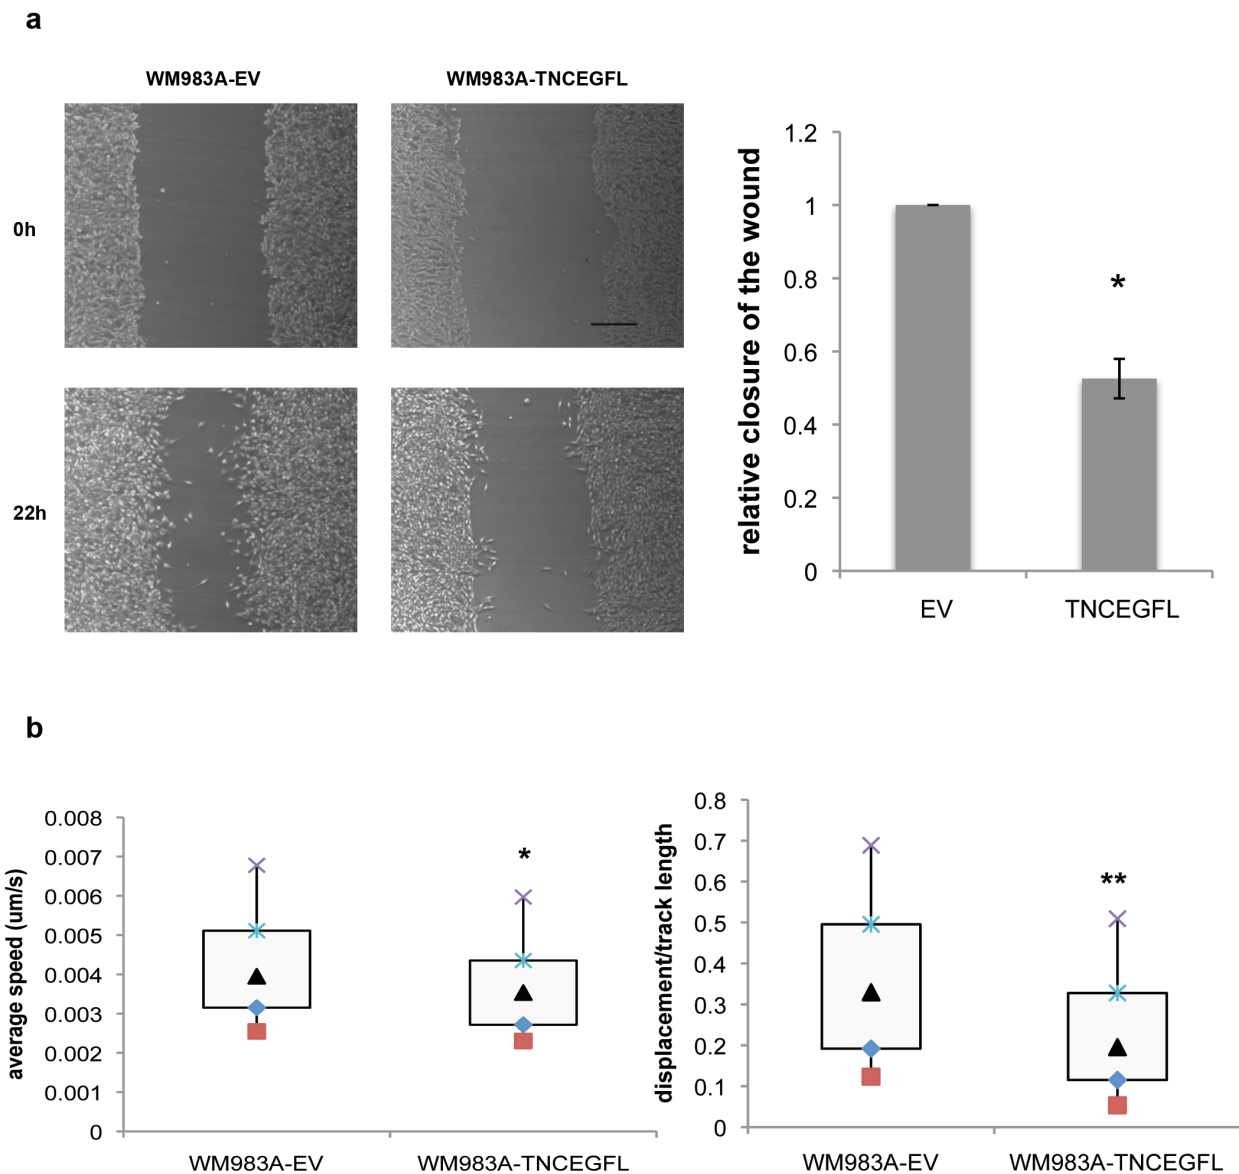 a
WM983A-EV
WM983A-TNCEGFL
0h
22h
relative closure of the wound
1.2
1
0.8
0.6
0.4
0.2
0
*
EV
TNCEGFL
b
average speed (um/s)
0.008
0.007
0.006
0.005
0.004
0.003
0.002
0.001
0
*
WM983A-EV
WM983A-TNCEGFL
displacement/track length
0.8
0.7
0.6
0.5
0.4
0.3
0.2
0.1
0
**
WM983A-EV
WM983A-TNCEGFL